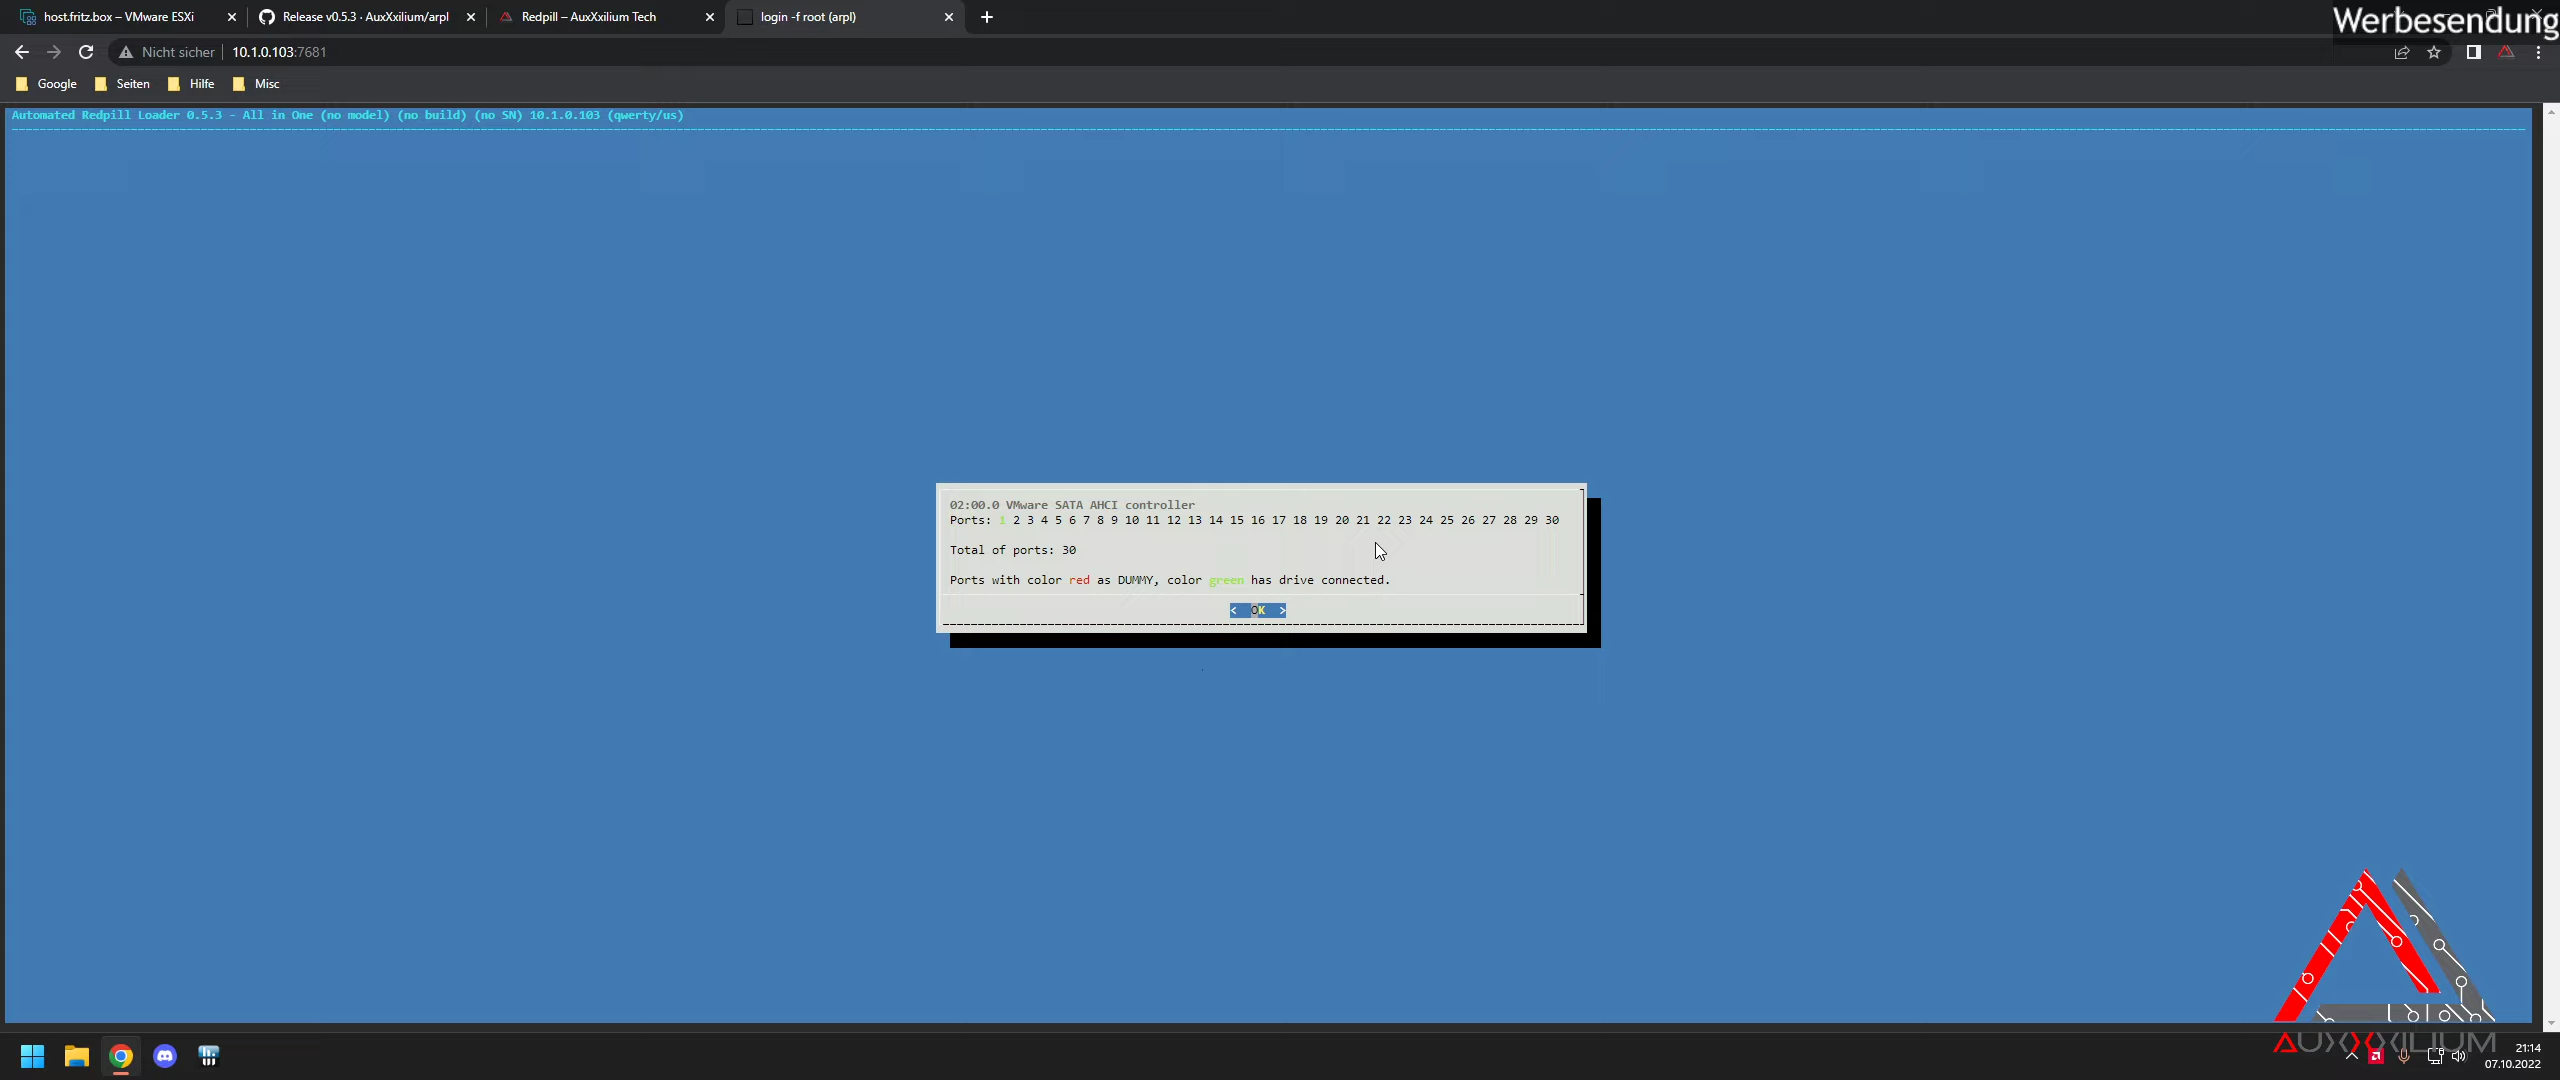 host.fritz.box – VMware ESXi
Release v0.5.3 · AuxXxilium/arpl
Redpill – AuxXxilium Tech
login -f root (arpl)
Werbesendung
Nicht sicher
10.1.0.103:7681
Google
Seiten
Hilfe
Misc
Automated Redpill Loader 0.5.3 - All in One (no model) (no build) (no SN) 10.1.0.103 (qwerty/us)
02:00.0 VMware SATA AHCI controller
Ports: 1 2 3 4 5 6 7 8 9 10 11 12 13 14 15 16 17 18 19 20 21 22 23 24 25 26 27 28 29 30
Total of ports: 30
Ports with color red as DUMMY, color green has drive connected.
< OK >
AUXXXILIUM
21:14
07.10.2022